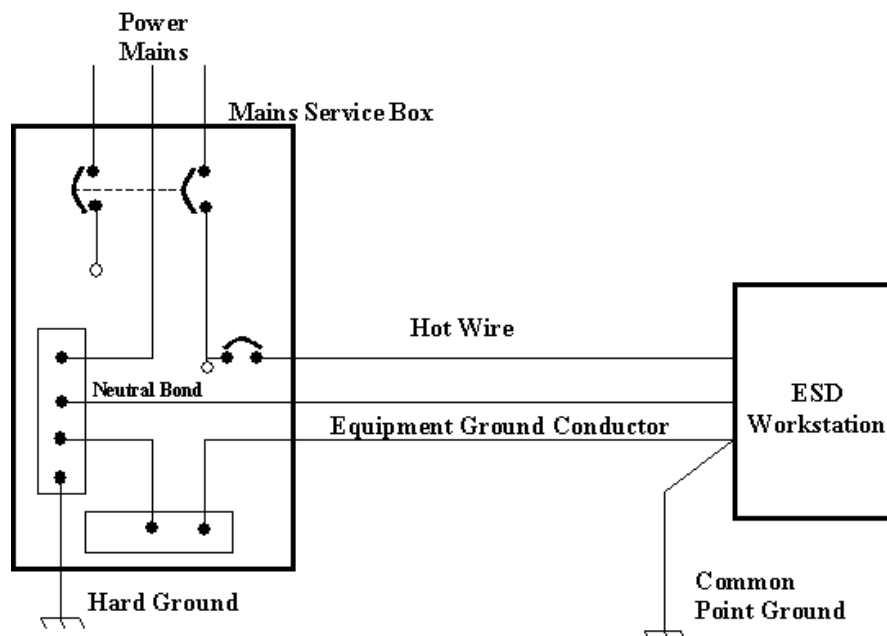 Power
Mains
Mains Service Box
Hot Wire
Neutral Bond
ESD
Workstation
Equipment Ground Conductor
Hard Ground
Common
Point Ground